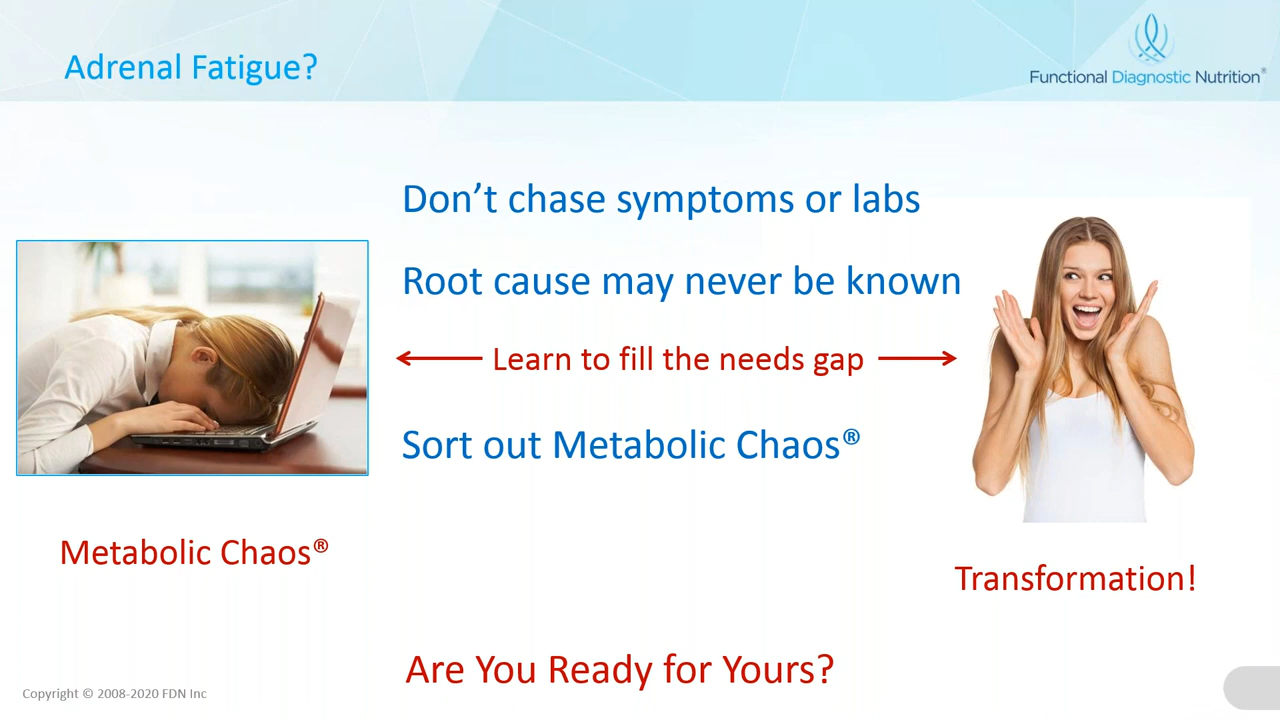 Adrenal Fatigue?
Functional Diagnostic Nutrition®
Don’t chase symptoms or labs
Root cause may never be known
Learn to fill the needs gap
Sort out Metabolic Chaos®
Metabolic Chaos®
Transformation!
Are You Ready for Yours?
Copyright © 2008-2020 FDN Inc